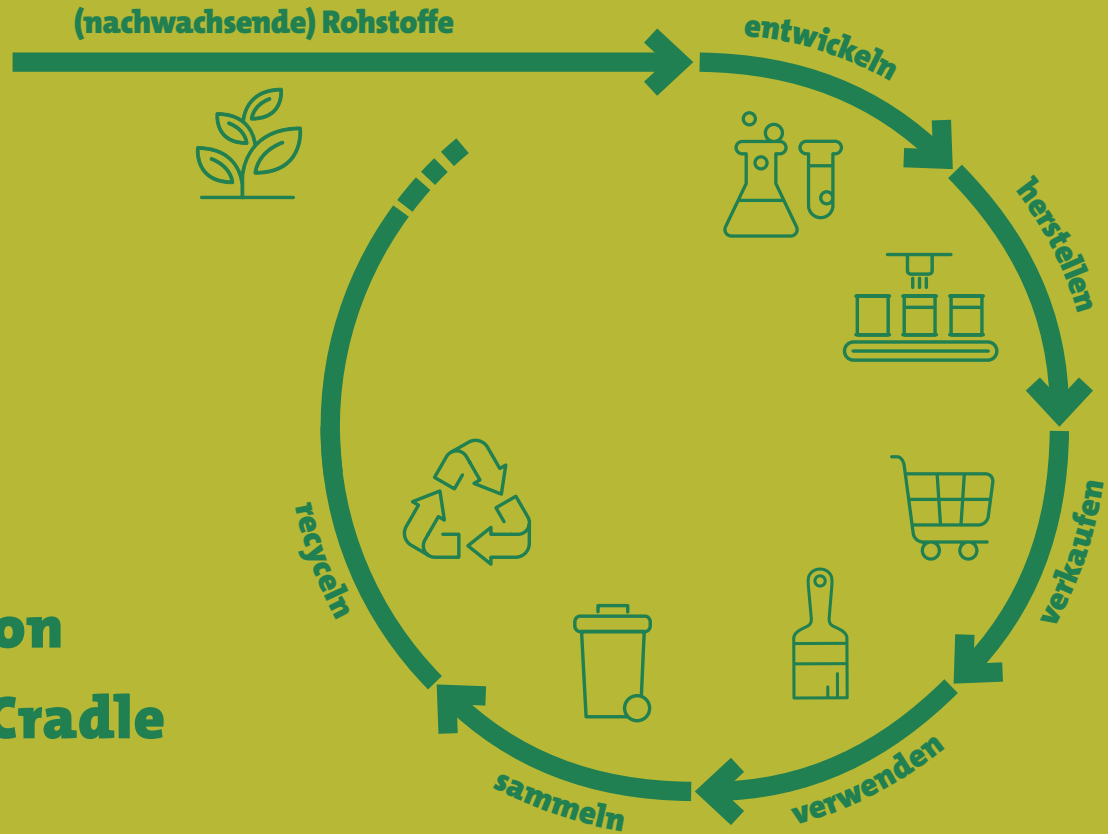 (nachwachsende) Rohstoffe
entwickeln
herstellen
verkaufen
verwenden
sammeln
recyceln
on
Cradle